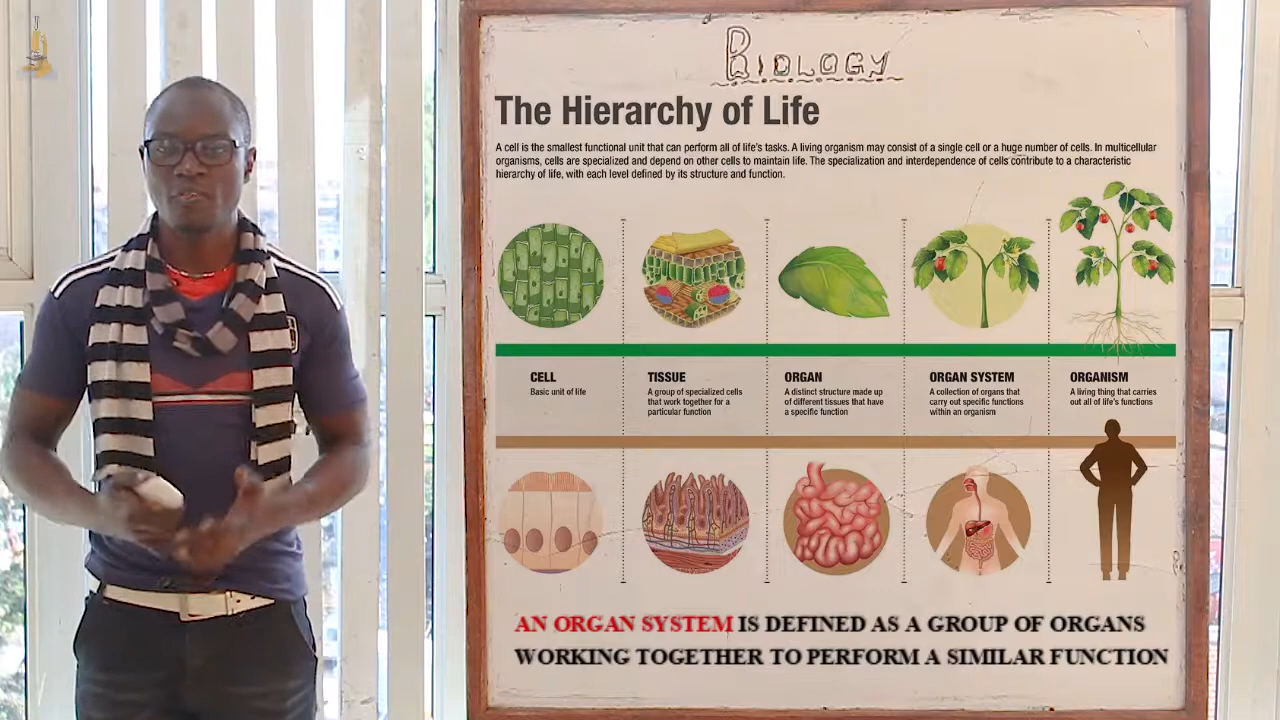 BIOLOGY
The Hierarchy of Life
A cell is the smallest functional unit that can perform all of life's tasks. A living organism may consist of a single cell or a huge number of cells. In multicellular
organisms, cells are specialized and depend on other cells to maintain life. The specialization and interdependence of cells contribute to a characteristic
hierarchy of life, with each level defined by its structure and function.
CELL
Basic unit of life
TISSUE
A group of specialized cells
that work together for a
particular function
ORGAN
A distinct structure made up
of different tissues that have
a specific function
ORGAN SYSTEM
A collection of organs that
carry out specific functions
within an organism
ORGANISM
A living thing that carries
out all of life's functions
AN ORGAN SYSTEM IS DEFINED AS A GROUP OF ORGANS
WORKING TOGETHER TO PERFORM A SIMILAR FUNCTION